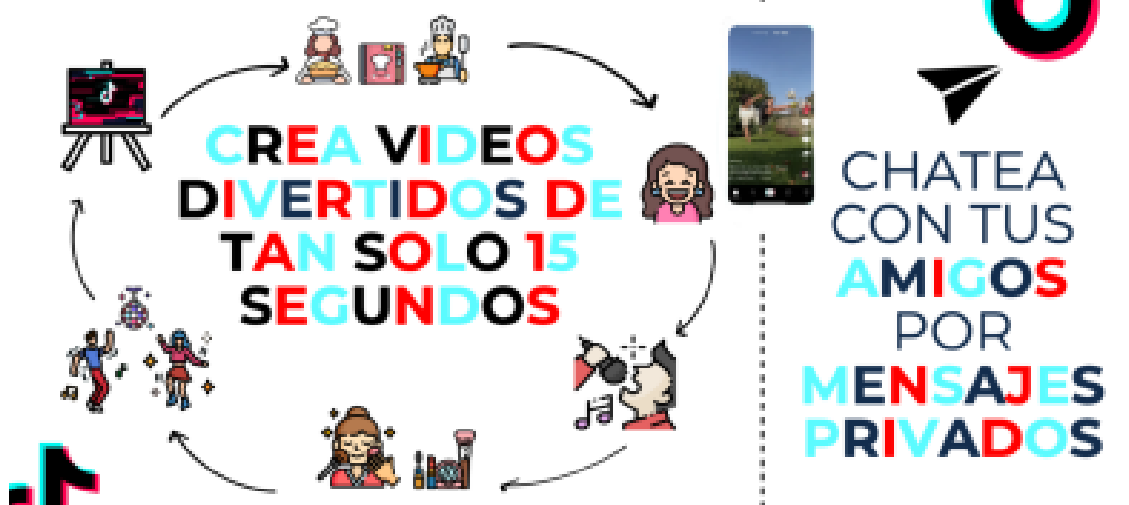 CREA VIDEOS
DIVERTIDOS DE
TAN SOLO 15
SEGUNDOS
CHATEA
CON TUS
AMIGOS
POR
MENSAJES
PRIVADOS